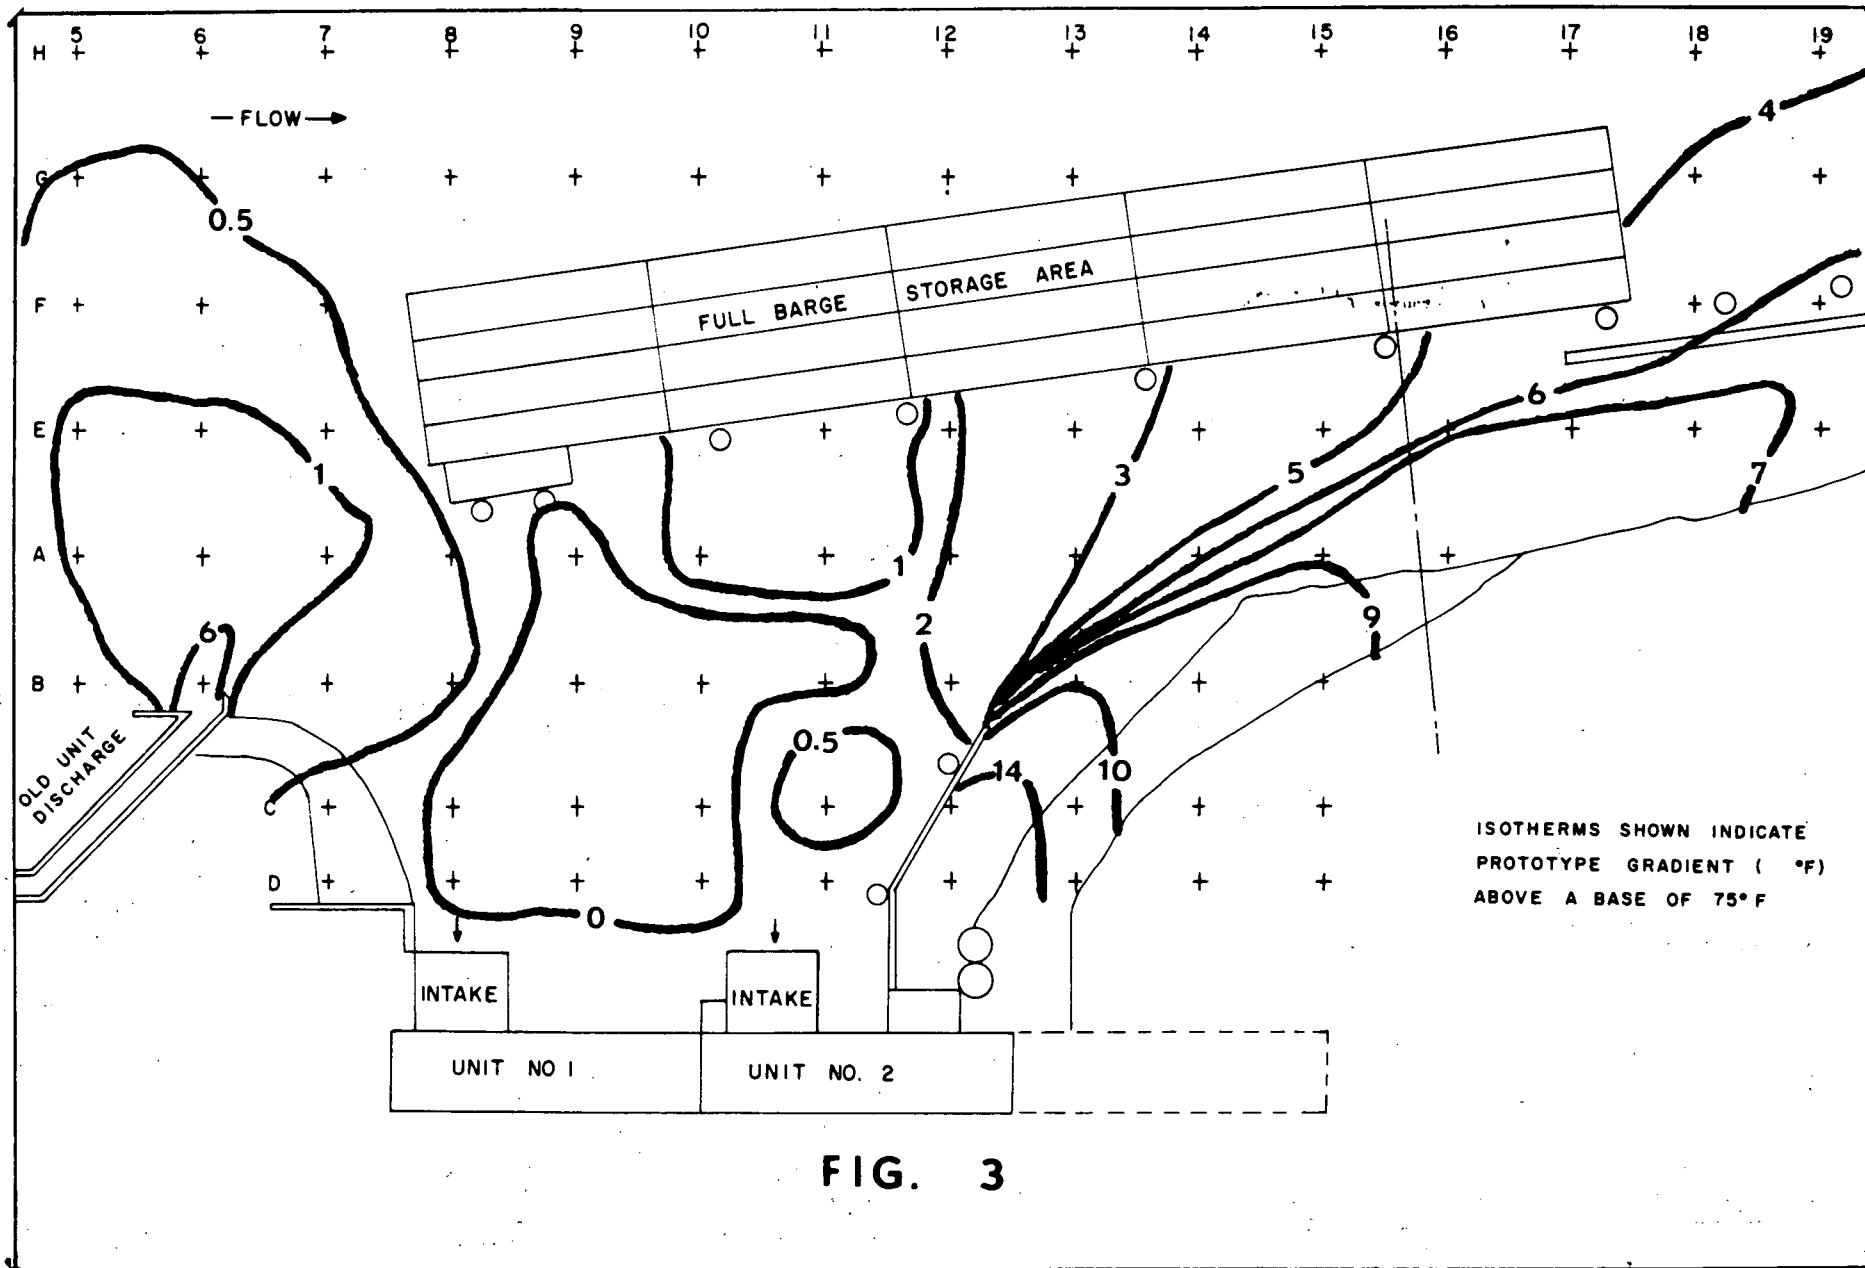 5 6 7 8 9 10 11 12 13 14 15 16 17 18 19
H
— FLOW →
4
G
0.5
F
FULL BARGE STORAGE AREA
6
E
1
3
5
7
A
1
9
2
6
B
0.5
14
10
OLD UNIT
DISCHARGE
C
ISOTHERMS SHOWN INDICATE
PROTOTYPE GRADIENT ( °F)
ABOVE A BASE OF 75° F
D
0
INTAKE
INTAKE
UNIT NO 1
UNIT NO. 2
FIG. 3